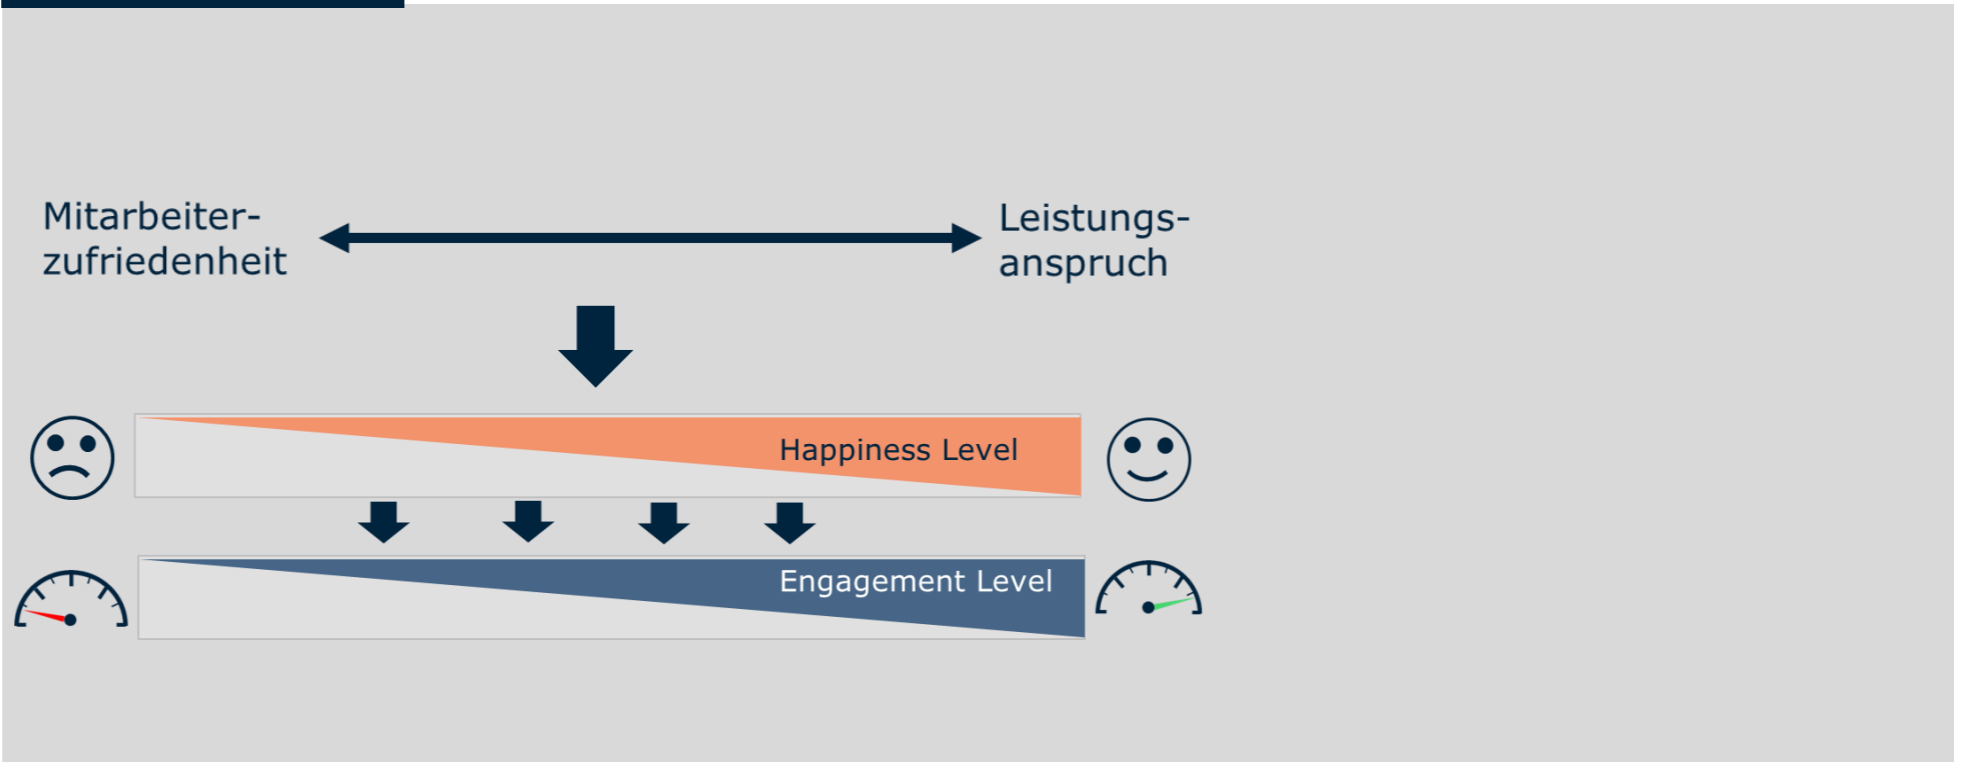 Mitarbeiter-
zufriedenheit
Leistungs-
anspruch
Happiness Level
Engagement Level